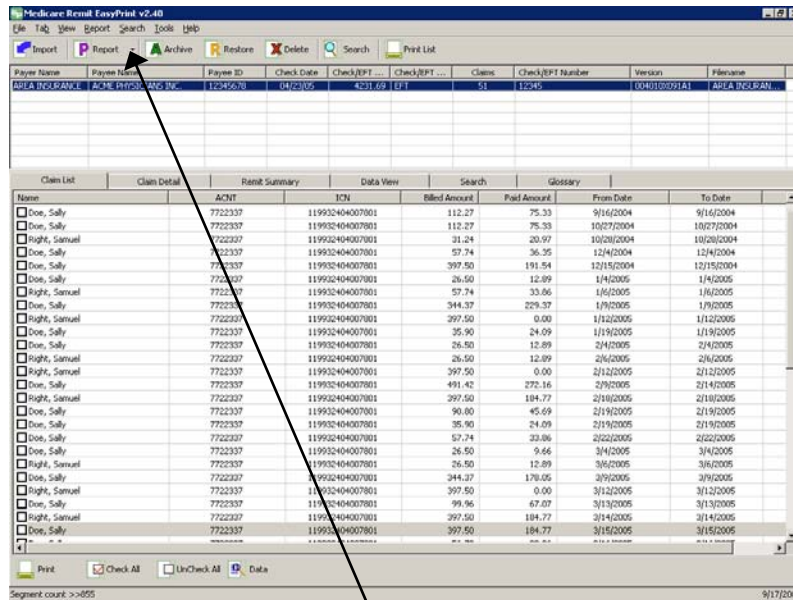 Medicare Remit EasyPrint v2.40
File Tab View Report Search Tools Help
Import Report Archive Restore Delete Search Print List
Payer Name Payee Name Payee ID Check Date Check/EFT ... Check/EFT ... Claims Check/EFT Number Version Filename
AREA INSURANCE ACME PHYSICIANS INC. 12345678 04/23/05 4231.69 EFT 51 12345 004010X091A1 AREA INSURAN...
Claim List Claim Detail Remit Summary Data View Search Glossary
Name ACNT ICN Billed Amount Paid Amount From Date To Date
Doe, Sally 7722337 119932404007801 112.27 75.33 9/16/2004 9/16/2004
Doe, Sally 7722337 119932404007801 112.27 75.33 10/27/2004 10/27/2004
Right, Samuel 7722337 119932404007801 31.24 20.97 10/28/2004 10/28/2004
Doe, Sally 7722337 119932404007801 57.74 36.35 12/4/2004 12/4/2004
Doe, Sally 7722337 119932404007801 397.50 191.54 12/15/2004 12/15/2004
Doe, Sally 7722337 119932404007801 26.50 12.89 1/4/2005 1/4/2005
Right, Samuel 7722337 119932404007801 57.74 33.86 1/6/2005 1/6/2005
Doe, Sally 7722337 119932404007801 344.37 229.37 1/9/2005 1/9/2005
Right, Samuel 7722337 119932404007801 397.50 0.00 1/12/2005 1/12/2005
Doe, Sally 7722337 119932404007801 35.90 24.09 1/19/2005 1/19/2005
Doe, Sally 7722337 119932404007801 26.50 12.89 2/4/2005 2/4/2005
Right, Samuel 7722337 119932404007801 26.50 12.89 2/6/2005 2/6/2005
Right, Samuel 7722337 119932404007801 397.50 0.00 2/12/2005 2/12/2005
Doe, Sally 7722337 119932404007801 491.42 272.16 2/9/2005 2/14/2005
Right, Samuel 7722337 119932404007801 397.50 184.77 2/18/2005 2/18/2005
Doe, Sally 7722337 119932404007801 90.80 45.69 2/19/2005 2/19/2005
Doe, Sally 7722337 119932404007801 35.90 24.09 2/19/2005 2/19/2005
Doe, Sally 7722337 119932404007801 57.74 33.86 2/22/2005 2/22/2005
Doe, Sally 7722337 119932404007801 26.50 9.66 3/4/2005 3/4/2005
Right, Samuel 7722337 119932404007801 26.50 12.89 3/6/2005 3/6/2005
Doe, Sally 7722337 119932404007801 344.37 178.05 3/9/2005 3/9/2005
Right, Samuel 7722337 119932404007801 397.50 0.00 3/12/2005 3/12/2005
Doe, Sally 7722337 119932404007801 99.96 67.07 3/13/2005 3/13/2005
Right, Samuel 7722337 119932404007801 397.50 184.77 3/14/2005 3/14/2005
Doe, Sally 7722337 119932404007801 397.50 184.77 3/15/2005 3/15/2005
Print Check All UnCheck All Data
Segment count >>855 9/17/20